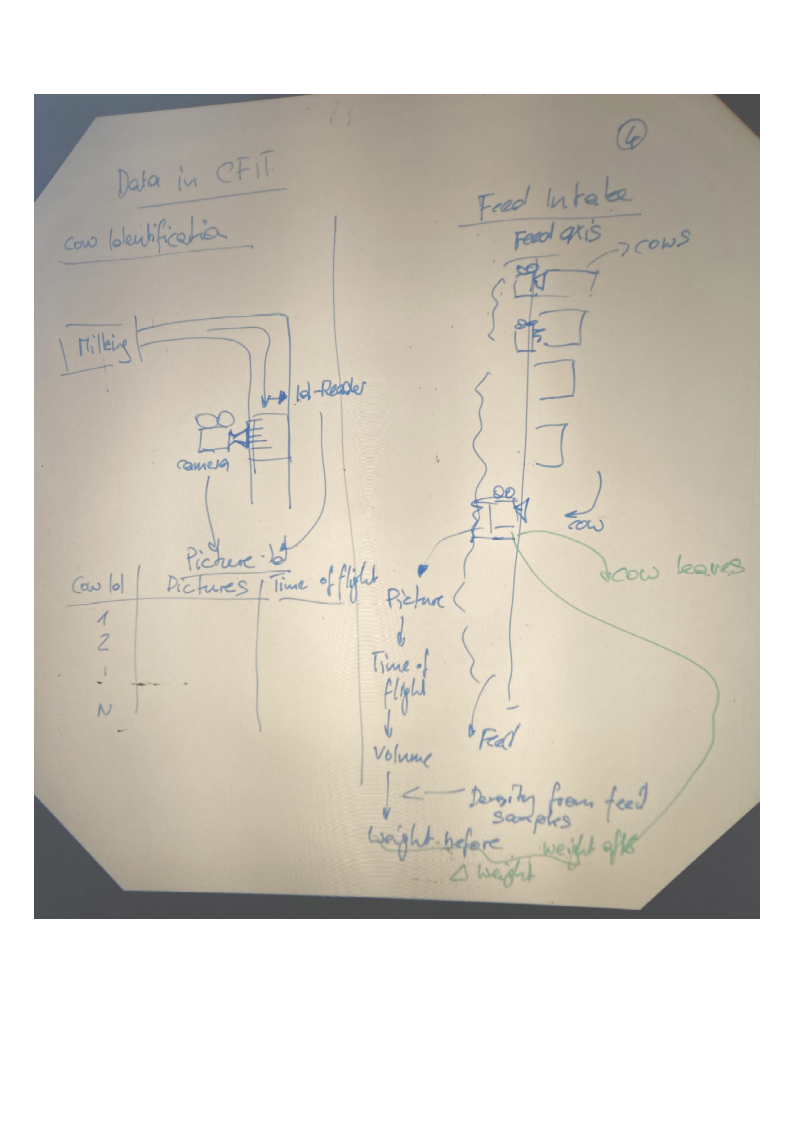 6
Data in CFIT
Cow Identification
Milking
Id-Reader
camera
Picture-Id
Cow Id
Pictures
Time of flight
1
2
N
Feed Intake
Feed axis
cows
cow
cow leaves
Picture
Time of
flight
Volume
Feed
Density from feed
samples
Weight before
weight after
Δ weight